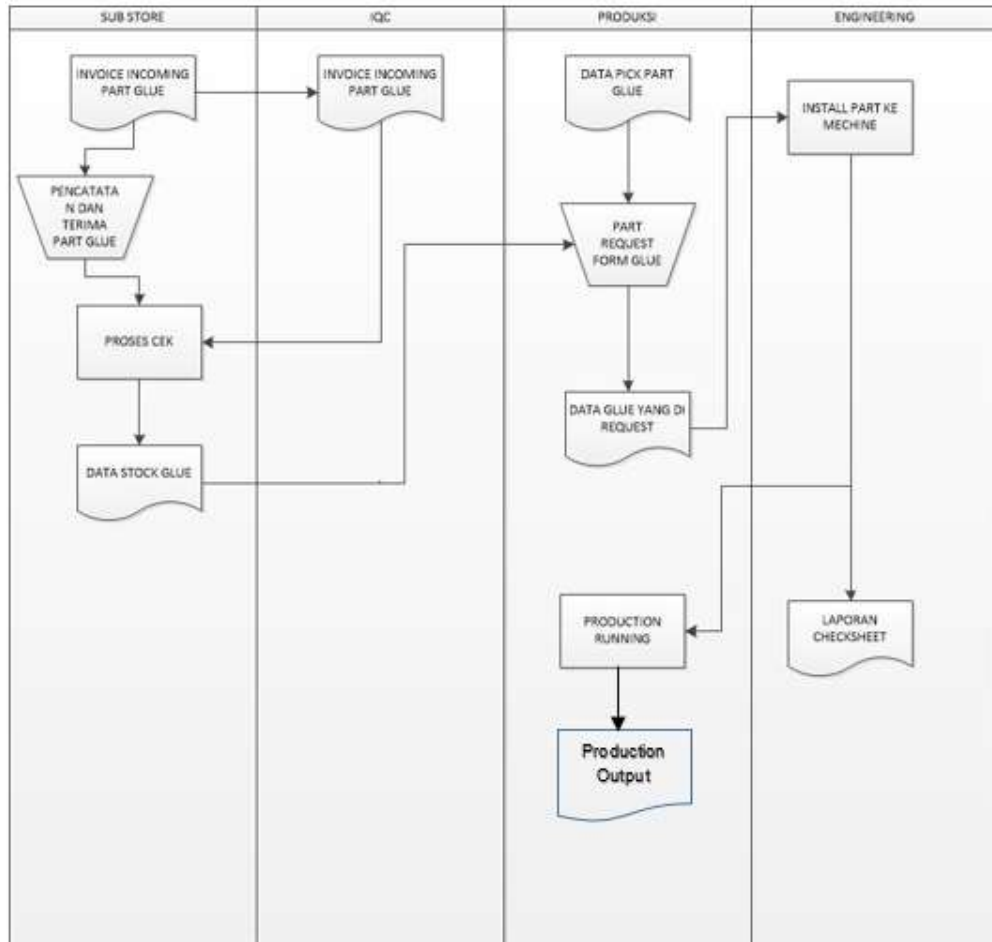 SUB STORE
IQC
PRODUKSI
ENGINEERING
INVOICE INCOMING
PART GLUE
INVOICE INCOMING
PART GLUE
DATA PICK PART
GLUE
INSTALL PART KE
MECHINE
PENCATATA
N DAN
TERIMA
PART GLUE
PART
REQUEST
FORM GLUE
PROSES CEK
DATA GLUE YANG DI
REQUEST
DATA STOCK GLUE
PRODUCTION
RUNNING
LAPORAN
CHECKSHEET
Production
Output